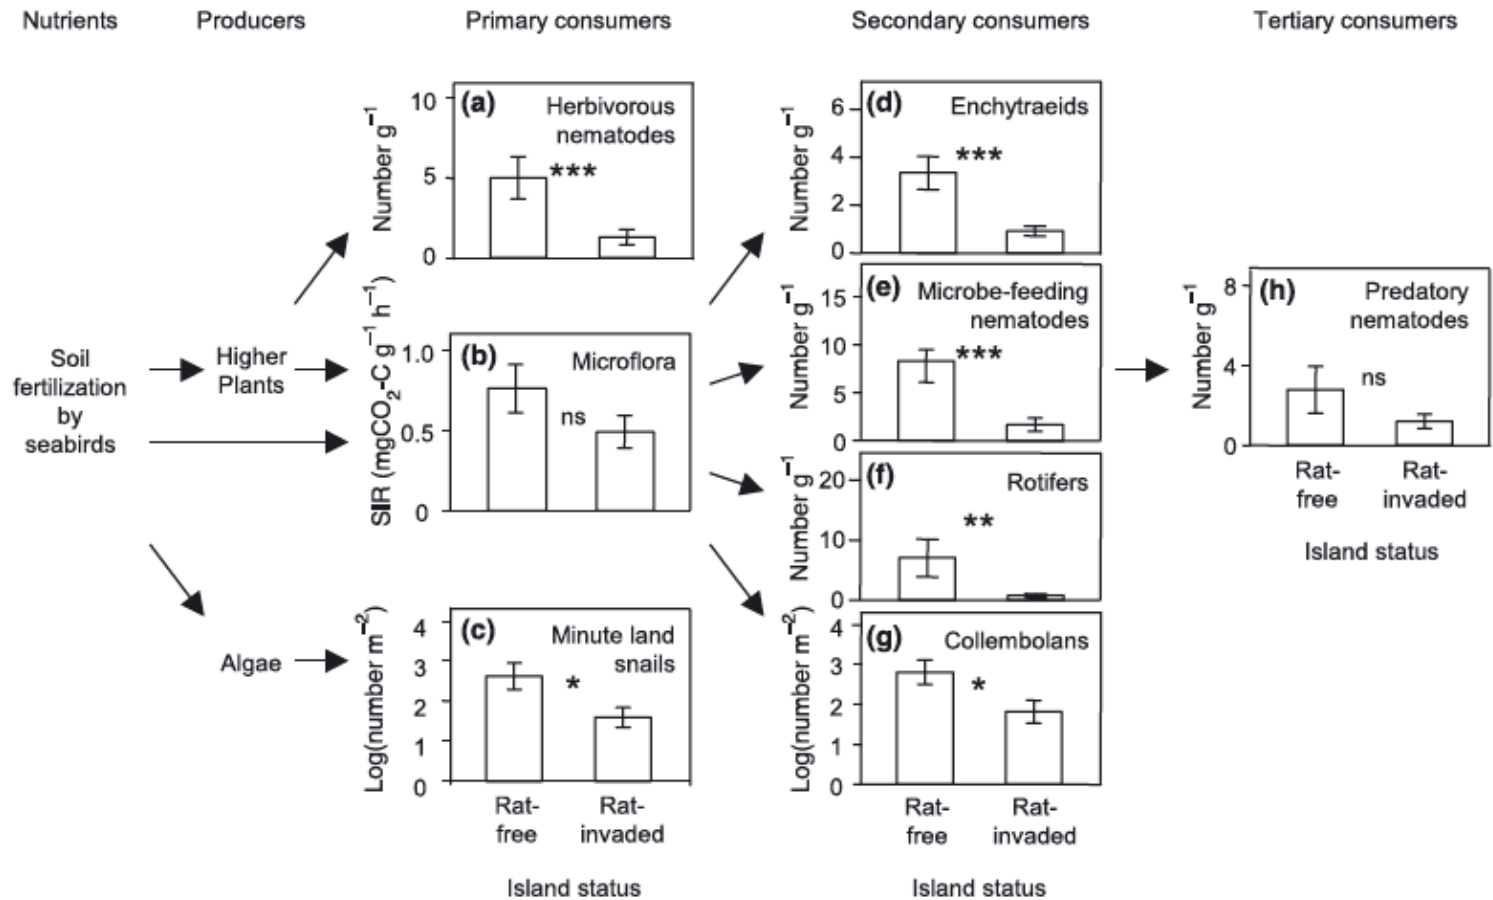 Nutrients
Producers
Primary consumers
Secondary consumers
Tertiary consumers
Soil
fertilization
by
seabirds
Higher
Plants
Algae
(a)
Herbivorous
nematodes
Number g⁻¹
10
5
0
***
(b)
Microflora
SIR (mgCO₂-C g⁻¹ h⁻¹)
1.0
0.5
0
ns
(c)
Minute land
snails
Log(number m⁻²)
4
3
2
1
0
*
Rat-
free
Rat-
invaded
Island status
(d)
Enchytraeids
Number g⁻¹
6
4
2
0
***
(e)
Microbe-feeding
nematodes
Number g⁻¹
15
10
5
0
***
(f)
Rotifers
Number g⁻¹
20
10
0
**
(g)
Collembolans
Log(number m⁻²)
4
3
2
1
0
*
Rat-
free
Rat-
invaded
Island status
(h)
Predatory
nematodes
Number g⁻¹
8
4
0
ns
Rat-
free
Rat-
invaded
Island status